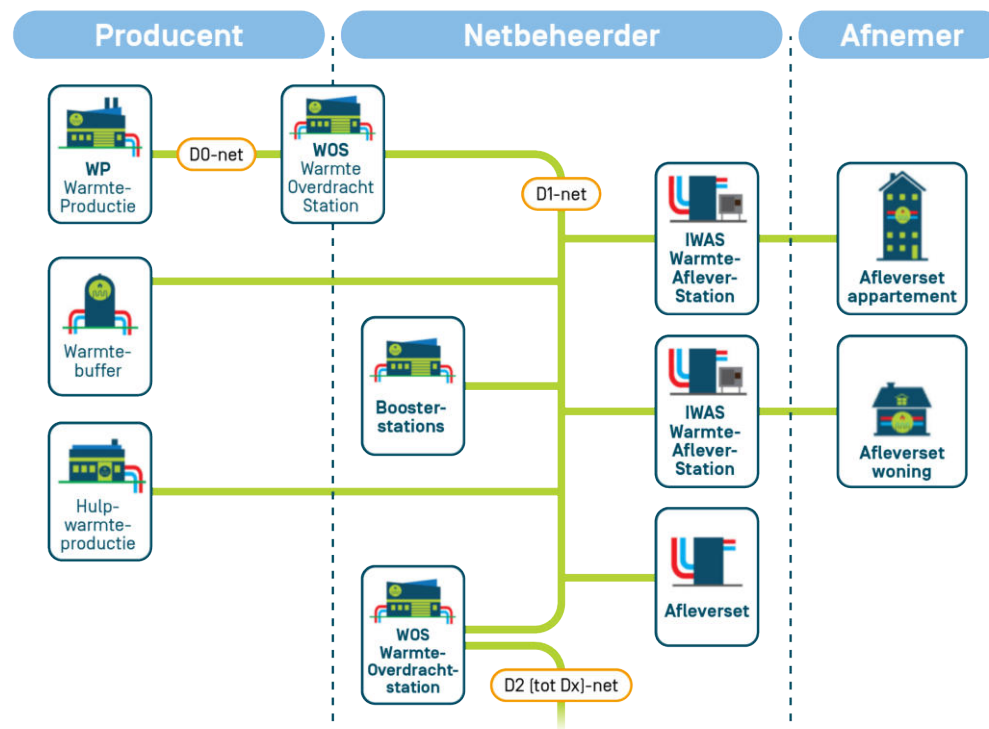 Producent
Netbeheerder
Afnemer
WP
Warmte-
Productie
D0-net
WOS
Warmte
Overdracht
Station
D1-net
IWAS
Warmte-
Aflever-
Station
Afleverset
appartement
Warmte-
buffer
Booster-
stations
IWAS
Warmte-
Aflever-
Station
Afleverset
woning
Hulp-
warmte-
productie
Afleverset
WOS
Warmte-
Overdracht-
station
D2 (tot Dx)-net